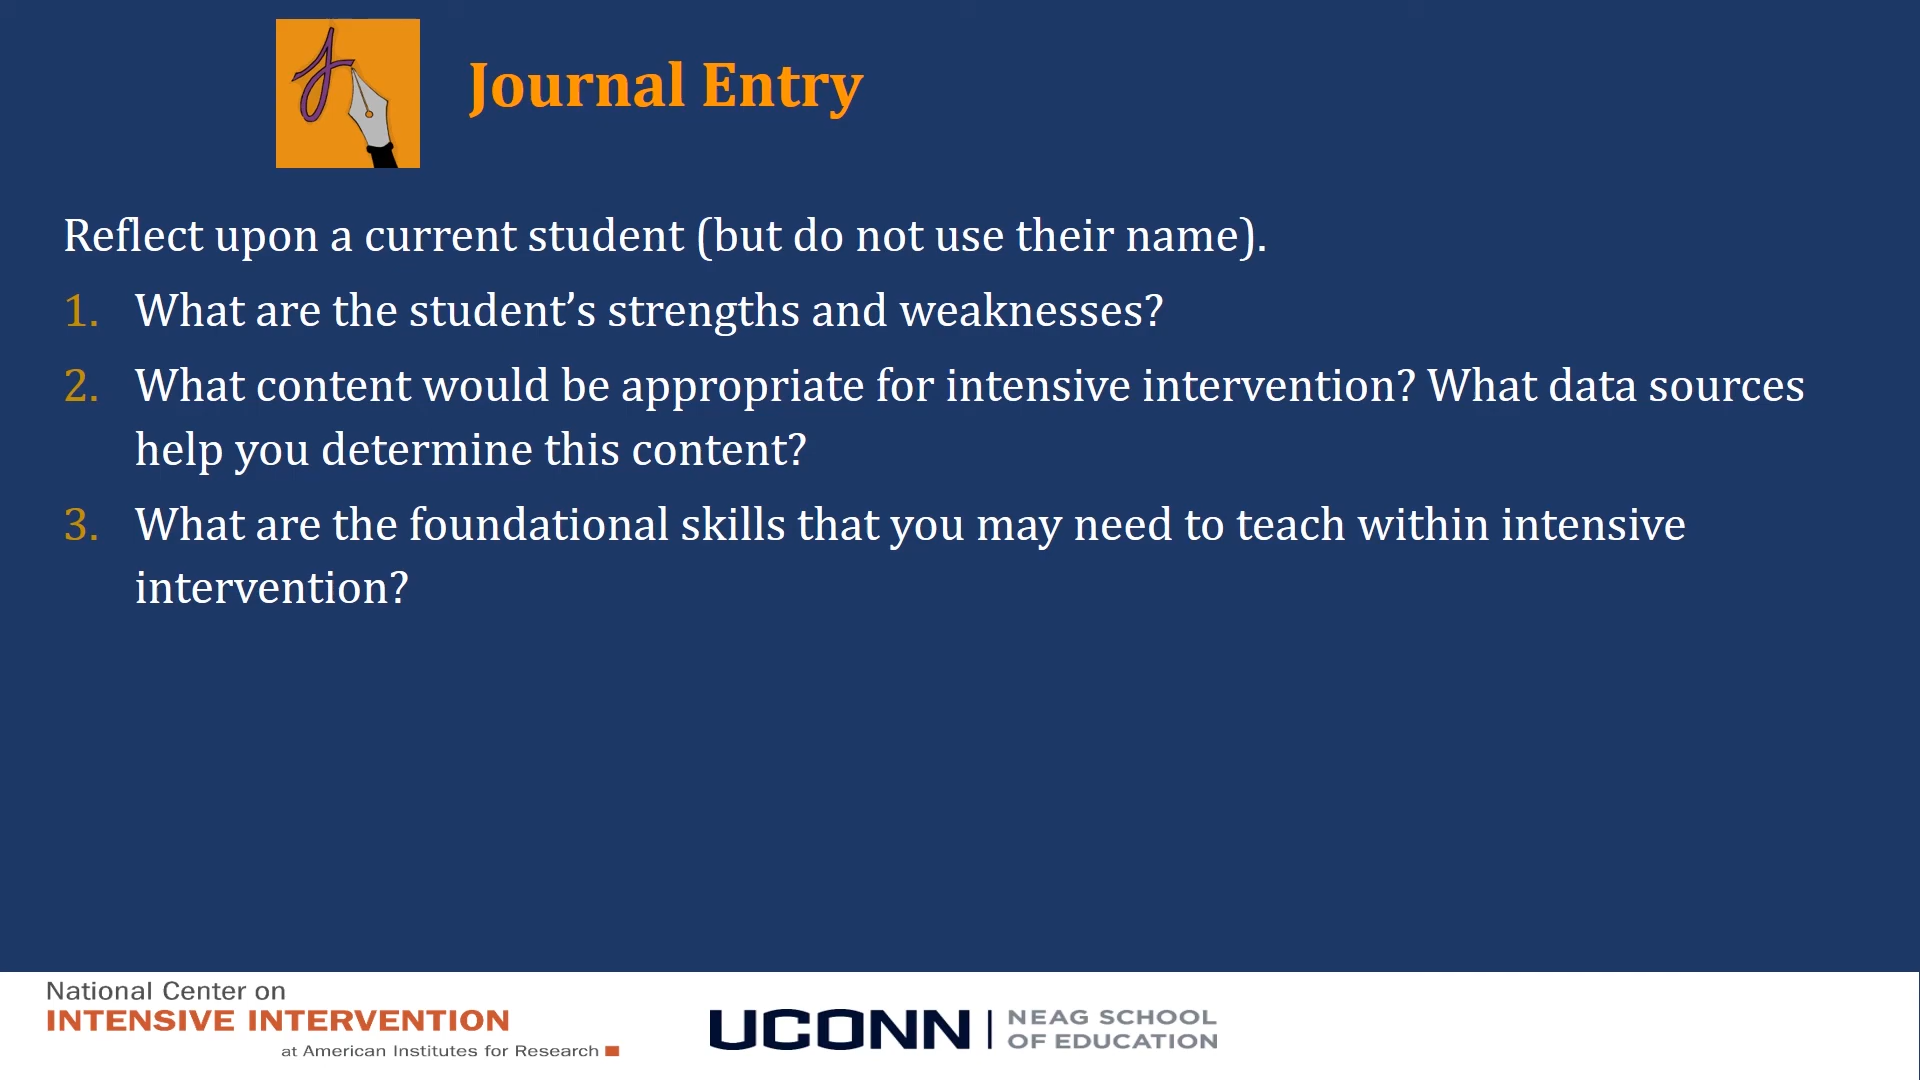 Journal Entry
Reflect upon a current student (but do not use their name).
1. What are the student’s strengths and weaknesses?
2. What content would be appropriate for intensive intervention? What data sources
help you determine this content?
3. What are the foundational skills that you may need to teach within intensive
intervention?
National Center on
INTENSIVE INTERVENTION
at American Institutes for Research
UCONN | NEAG SCHOOL
OF EDUCATION